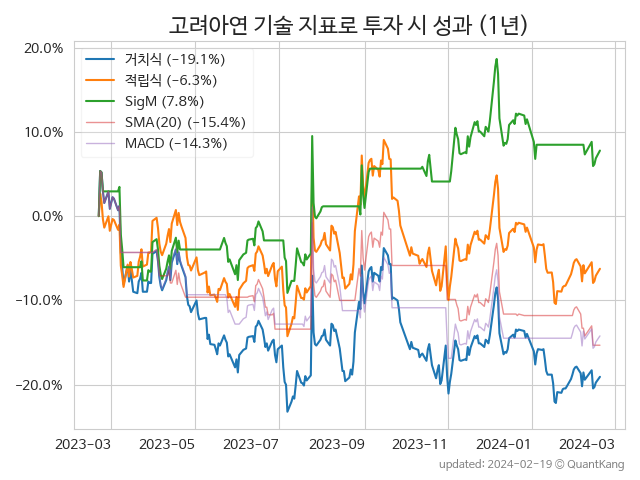 고려아연 기술 지표로 투자 시 성과 (1년)
20.0%
10.0%
0.0%
−10.0%
−20.0%
거치식 (−19.1%)
적립식 (−6.3%)
SigM (7.8%)
SMA(20) (−15.4%)
MACD (−14.3%)
2023-03 2023-05 2023-07 2023-09 2023-11 2024-01 2024-03
updated: 2024-02-19 ⓒ QuantKang